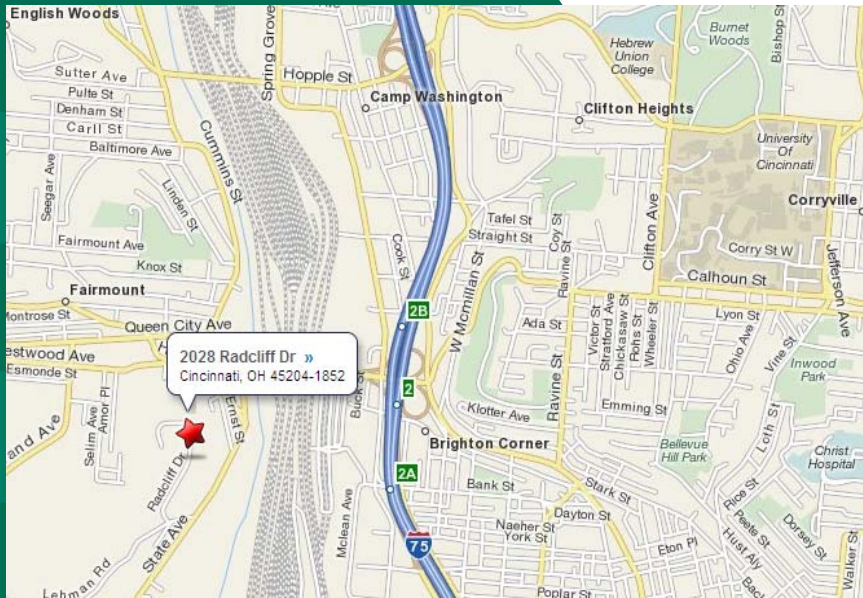 English Woods
Sutter Ave
Pulte St
Denham St
Carll St
Baltimore Ave
Seegar Ave
Linden St
Fairmount Ave
Knox St
Fairmount
Montrose St
Queen City Ave
estwood Ave
Esmonde St
Selim Ave
Amor Pl
and Ave
Ernst St
Radcliff Dr
State Ave
Lehman Rd
Cummins St
Spring Grove
Hopple St
Camp Washington
Cook St
Buck St
Mclean Ave
2028 Radcliff Dr »
Cincinnati, OH 45204-1852
2B
2
2A
75
Hebrew
Union
College
Burnet
Woods
Bishop St
Clifton Heights
University
Of
Cincinnati
Corryville
Tafel St
Straight St
Coy St
Ravine St
W Mcmillan St
Clifton Ave
Corry St W
Calhoun St
Jefferson Ave
Lyon St
Ada St
Victor St
Stratford Ave
Chickasaw St
Rohs St
Wheeler St
Ohio Ave
Vine St
Inwood
Park
Ravine St
Emming St
Klotter Ave
Brighton Corner
Bellevue
Hill Park
Loth St
Christ
Hospital
Bank St
Stark St
Rice St
Dayton St
Naeher St
York St
Eton Pl
Peete St
Hust Aly
Dorsey St
Walker St
Back
Poplar St